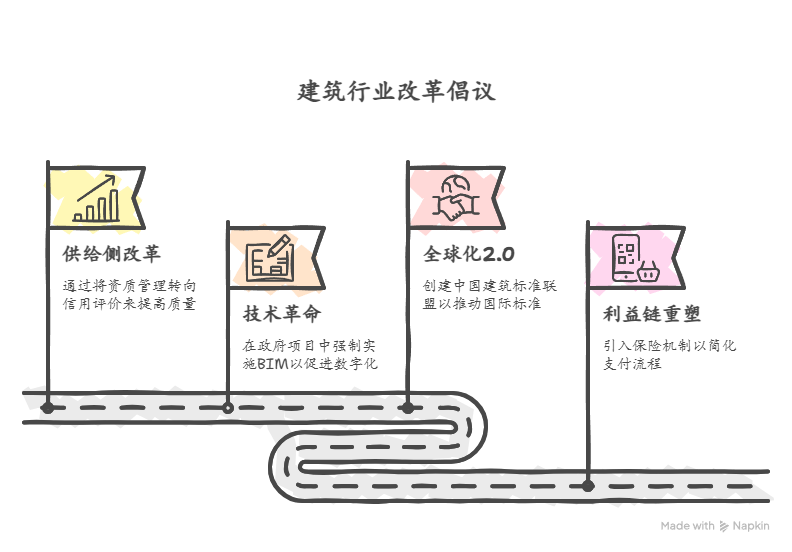 建筑行业改革倡议
供给侧改革
通过将资质管理转向
信用评价来提高质量
技术革命
在政府项目中强制实
施BIM以促进数字化
全球化2.0
创建中国建筑标准联
盟以推动国际标准
利益链重塑
引入保险机制以简化
支付流程
Made with Napkin